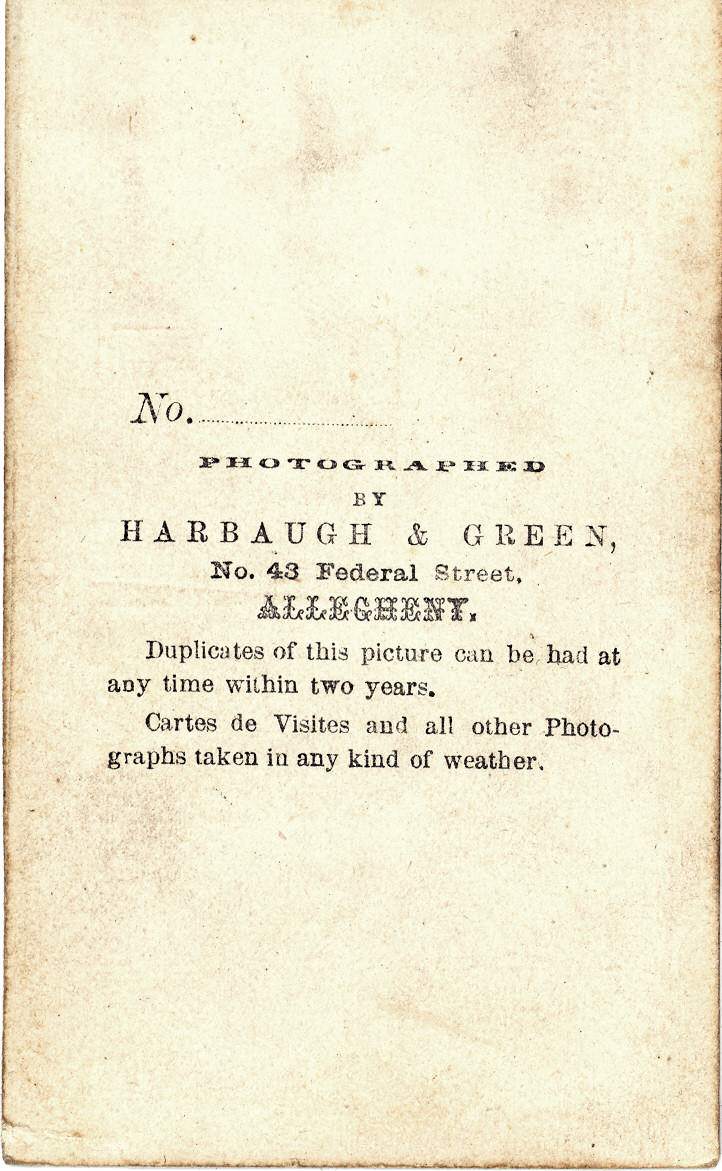 No.
PHOTOGRAPHED
BY
HARBAUGH & GREEN,
No. 43 Federal Street,
ALLEGHENY.
Duplicates of this picture can be had at
any time within two years.
Cartes de Visites and all other Photo-
graphs taken in any kind of weather.